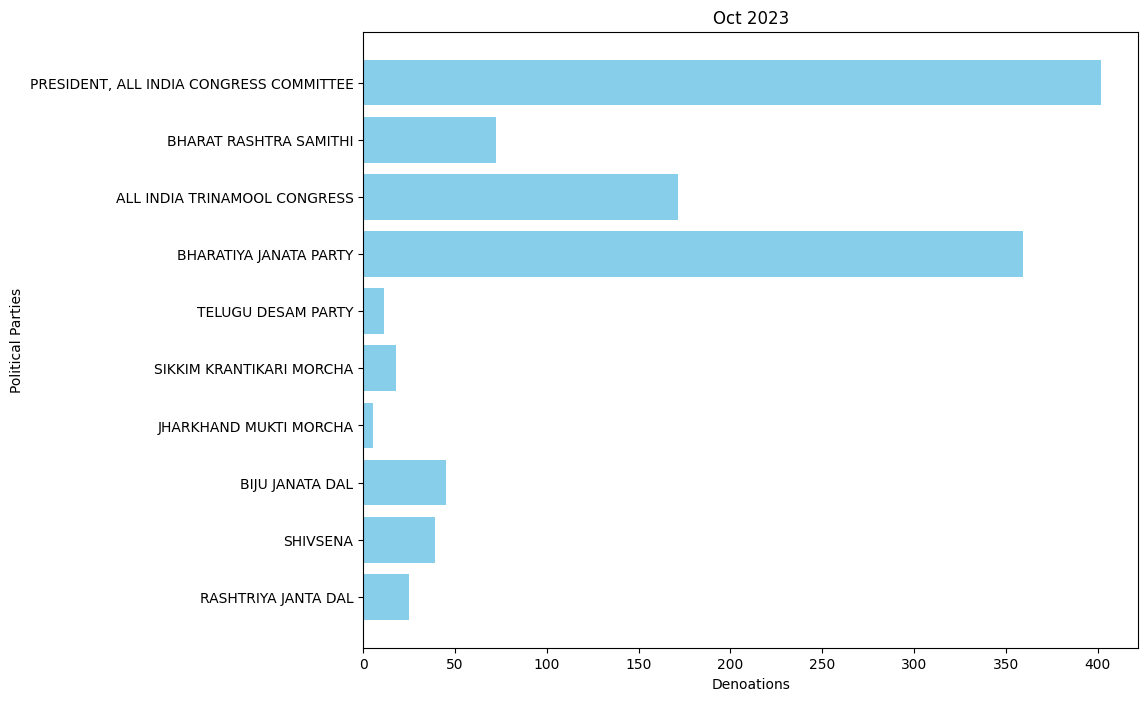 Oct 2023
PRESIDENT, ALL INDIA CONGRESS COMMITTEE
BHARAT RASHTRA SAMITHI
ALL INDIA TRINAMOOL CONGRESS
BHARATIYA JANATA PARTY
TELUGU DESAM PARTY
SIKKIM KRANTIKARI MORCHA
JHARKHAND MUKTI MORCHA
BIJU JANATA DAL
SHIVSENA
RASHTRIYA JANTA DAL
Political Parties
0 50 100 150 200 250 300 350 400
Denoations